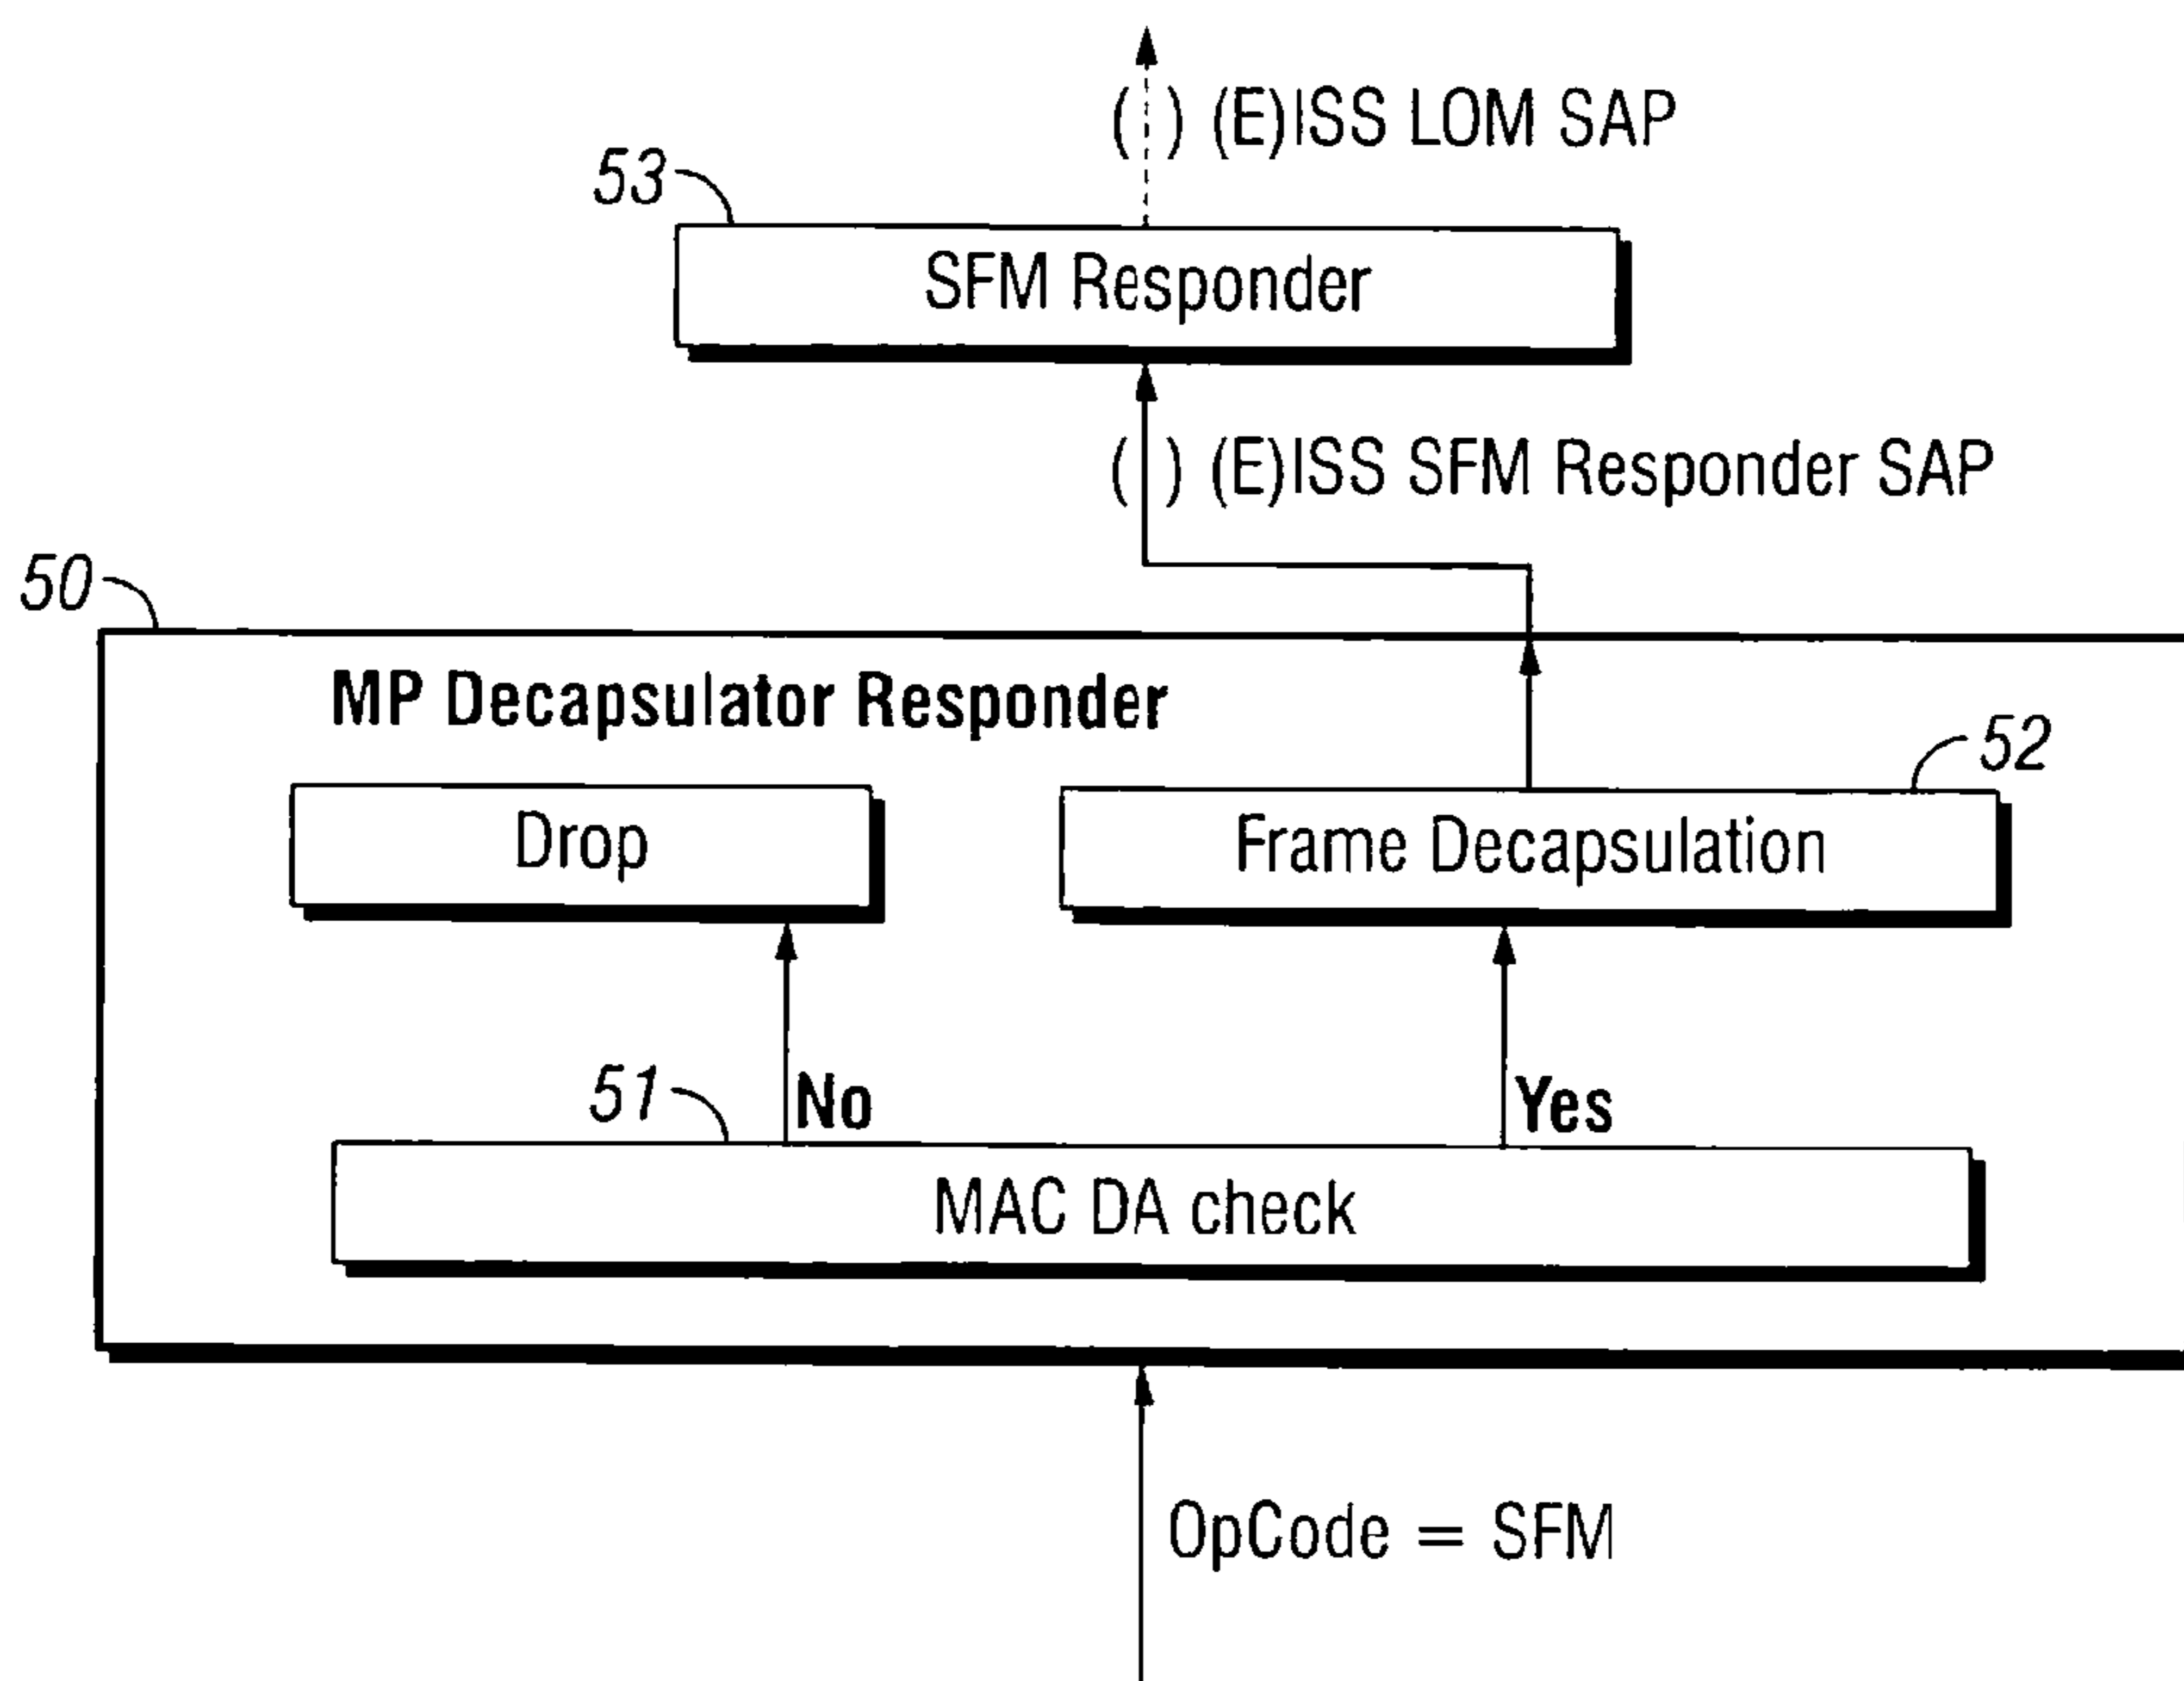 ( ) (E)ISS LOM SAP
53
SFM Responder
( ) (E)ISS SFM Responder SAP
50
MP Decapsulator Responder
52
Drop
Frame Decapsulation
51
No
Yes
MAC DA check
OpCode = SFM